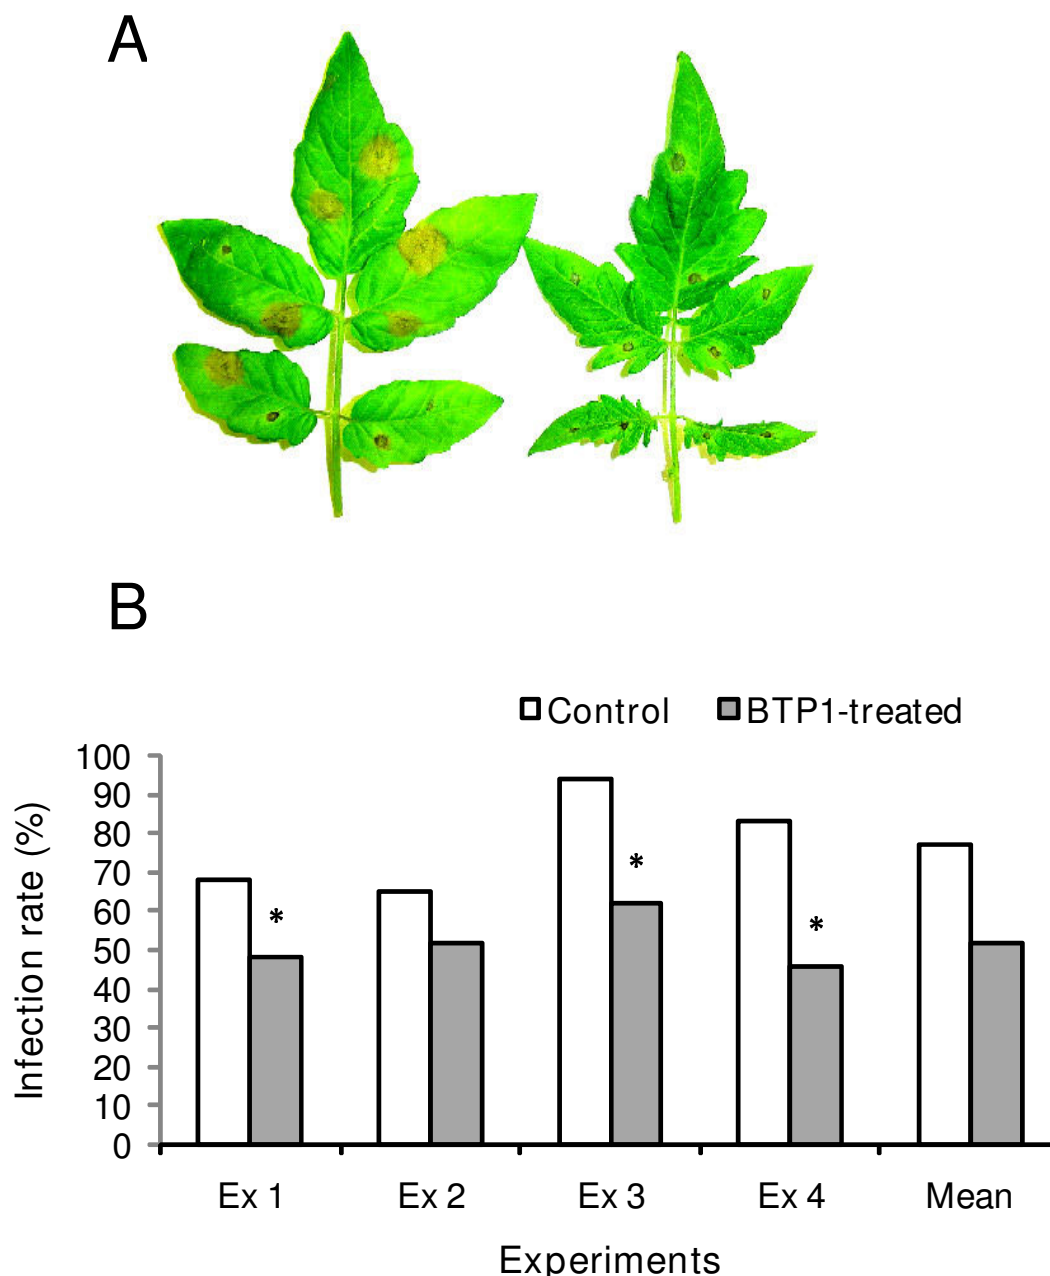 A
B
Control BTP1-treated
100
90
80
70
60
50
40
30
20
10
0
Infection rate (%)
* * *
Ex 1 Ex 2 Ex 3 Ex 4 Mean
Experiments